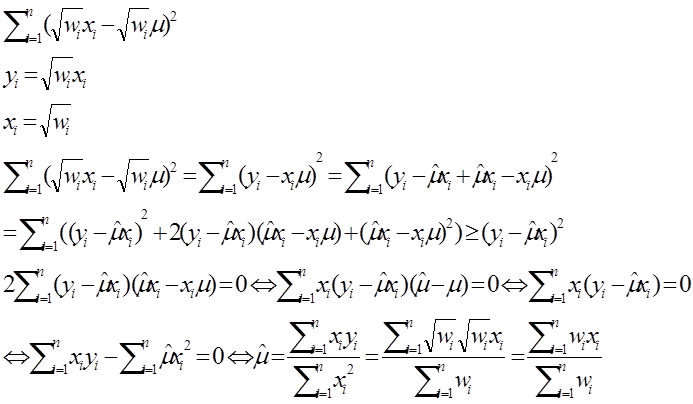 ∑_{i=1}^{n}(√w_i x_i − √w_i μ)²
y_i = √w_i x_i
x_i = √w_i
∑_{i=1}^{n}(√w_i x_i − √w_i μ)² = ∑_{i=1}^{n}(y_i − x_i μ)² = ∑_{i=1}^{n}(y_i − μ̂x_i + μ̂x_i − x_i μ)²
= ∑_{i=1}^{n}((y_i − μ̂x_i)² + 2(y_i − μ̂x_i)(μ̂x_i − x_i μ) + (μ̂x_i − x_i μ)²) ≥ (y_i − μ̂x_i)²
2∑_{i=1}^{n}(y_i − μ̂x_i)(μ̂x_i − x_i μ) = 0 ⇔ ∑_{i=1}^{n} x_i(y_i − μ̂x_i)(μ̂ − μ) = 0 ⇔ ∑_{i=1}^{n} x_i(y_i − μ̂x_i) = 0
⇔ ∑_{i=1}^{n} x_i y_i − ∑_{i=1}^{n} μ̂x_i² = 0 ⇔ μ̂ = (∑_{i=1}^{n} x_i y_i)/(∑_{i=1}^{n} x_i²) = (∑_{i=1}^{n} √w_i √w_i x_i)/(∑_{i=1}^{n} w_i) = (∑_{i=1}^{n} w_i x_i)/(∑_{i=1}^{n} w_i)